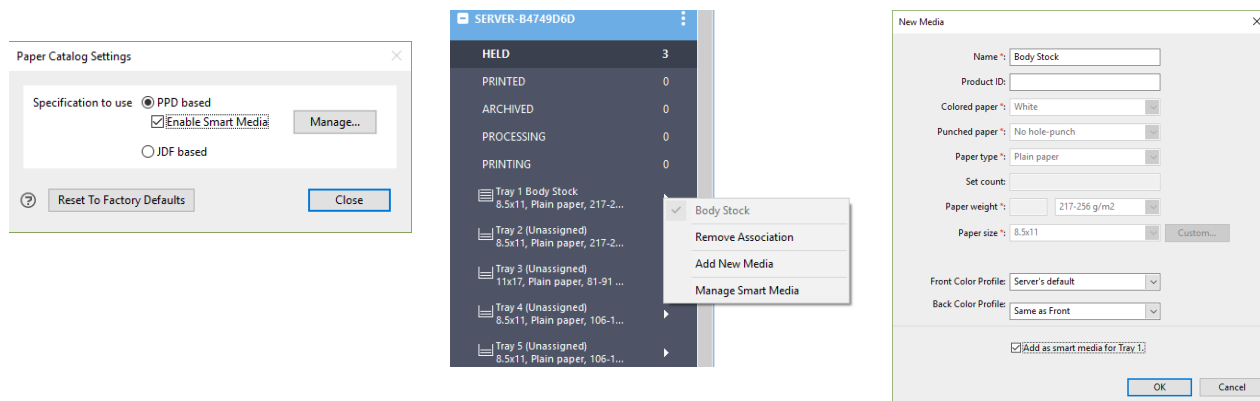 Paper Catalog Settings
Specification to use PPD based
Enable Smart Media
Manage...
JDF based
Reset To Factory Defaults
Close
SERVER-B4749D6D
HELD 3
PRINTED 0
ARCHIVED 0
PROCESSING 0
PRINTING 0
Tray 1 Body Stock
8.5x11, Plain paper, 217-2...
Tray 2 (Unassigned)
8.5x11, Plain paper, 217-2...
Tray 3 (Unassigned)
11x17, Plain paper, 81-91 ...
Tray 4 (Unassigned)
8.5x11, Plain paper, 106-1...
Tray 5 (Unassigned)
8.5x11, Plain paper, 106-1...
Body Stock
Remove Association
Add New Media
Manage Smart Media
New Media
Name *: Body Stock
Product ID:
Colored paper *: White
Punched paper *: No hole-punch
Paper type *: Plain paper
Set count:
Paper weight *: 217-256 g/m2
Paper size *: 8.5x11 Custom...
Front Color Profile: Server's default
Back Color Profile: Same as Front
Add as smart media for Tray 1.
OK Cancel